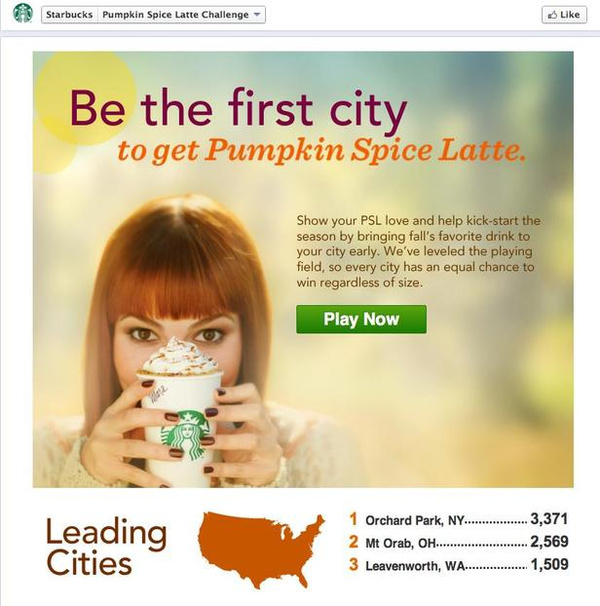 Starbucks Pumpkin Spice Latte Challenge
Like
Be the first city
to get Pumpkin Spice Latte.
Show your PSL love and help kick-start the
season by bringing fall's favorite drink to
your city early. We've leveled the playing
field, so every city has an equal chance to
win regardless of size.
Play Now
Leading
Cities
1 Orchard Park, NY................... 3,371
2 Mt Orab, OH........................... 2,569
3 Leavenworth, WA.................. 1,509